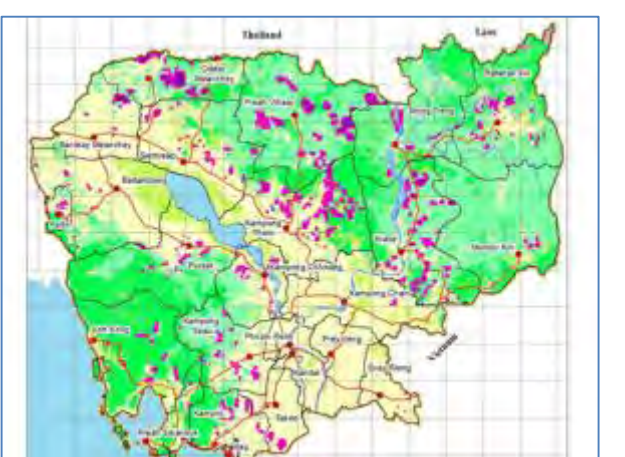 Thailand
Laos
Oddar
Meanchey
Preah Vihear
Stung Treng
Ratanak Kiri
Banteay Meanchey
Siemreap
Battambang
Pailin
Kampong
Thom
Kratie
Mondul Kiri
Pursat
Kampong Chhnang
Kampong
Koh Kong
Kampong
Speu
Phnom Penh
Prey Veng
Kandal
Svay Rieng
Vietnam
Kampot
Takeo
Preah Sihanouk